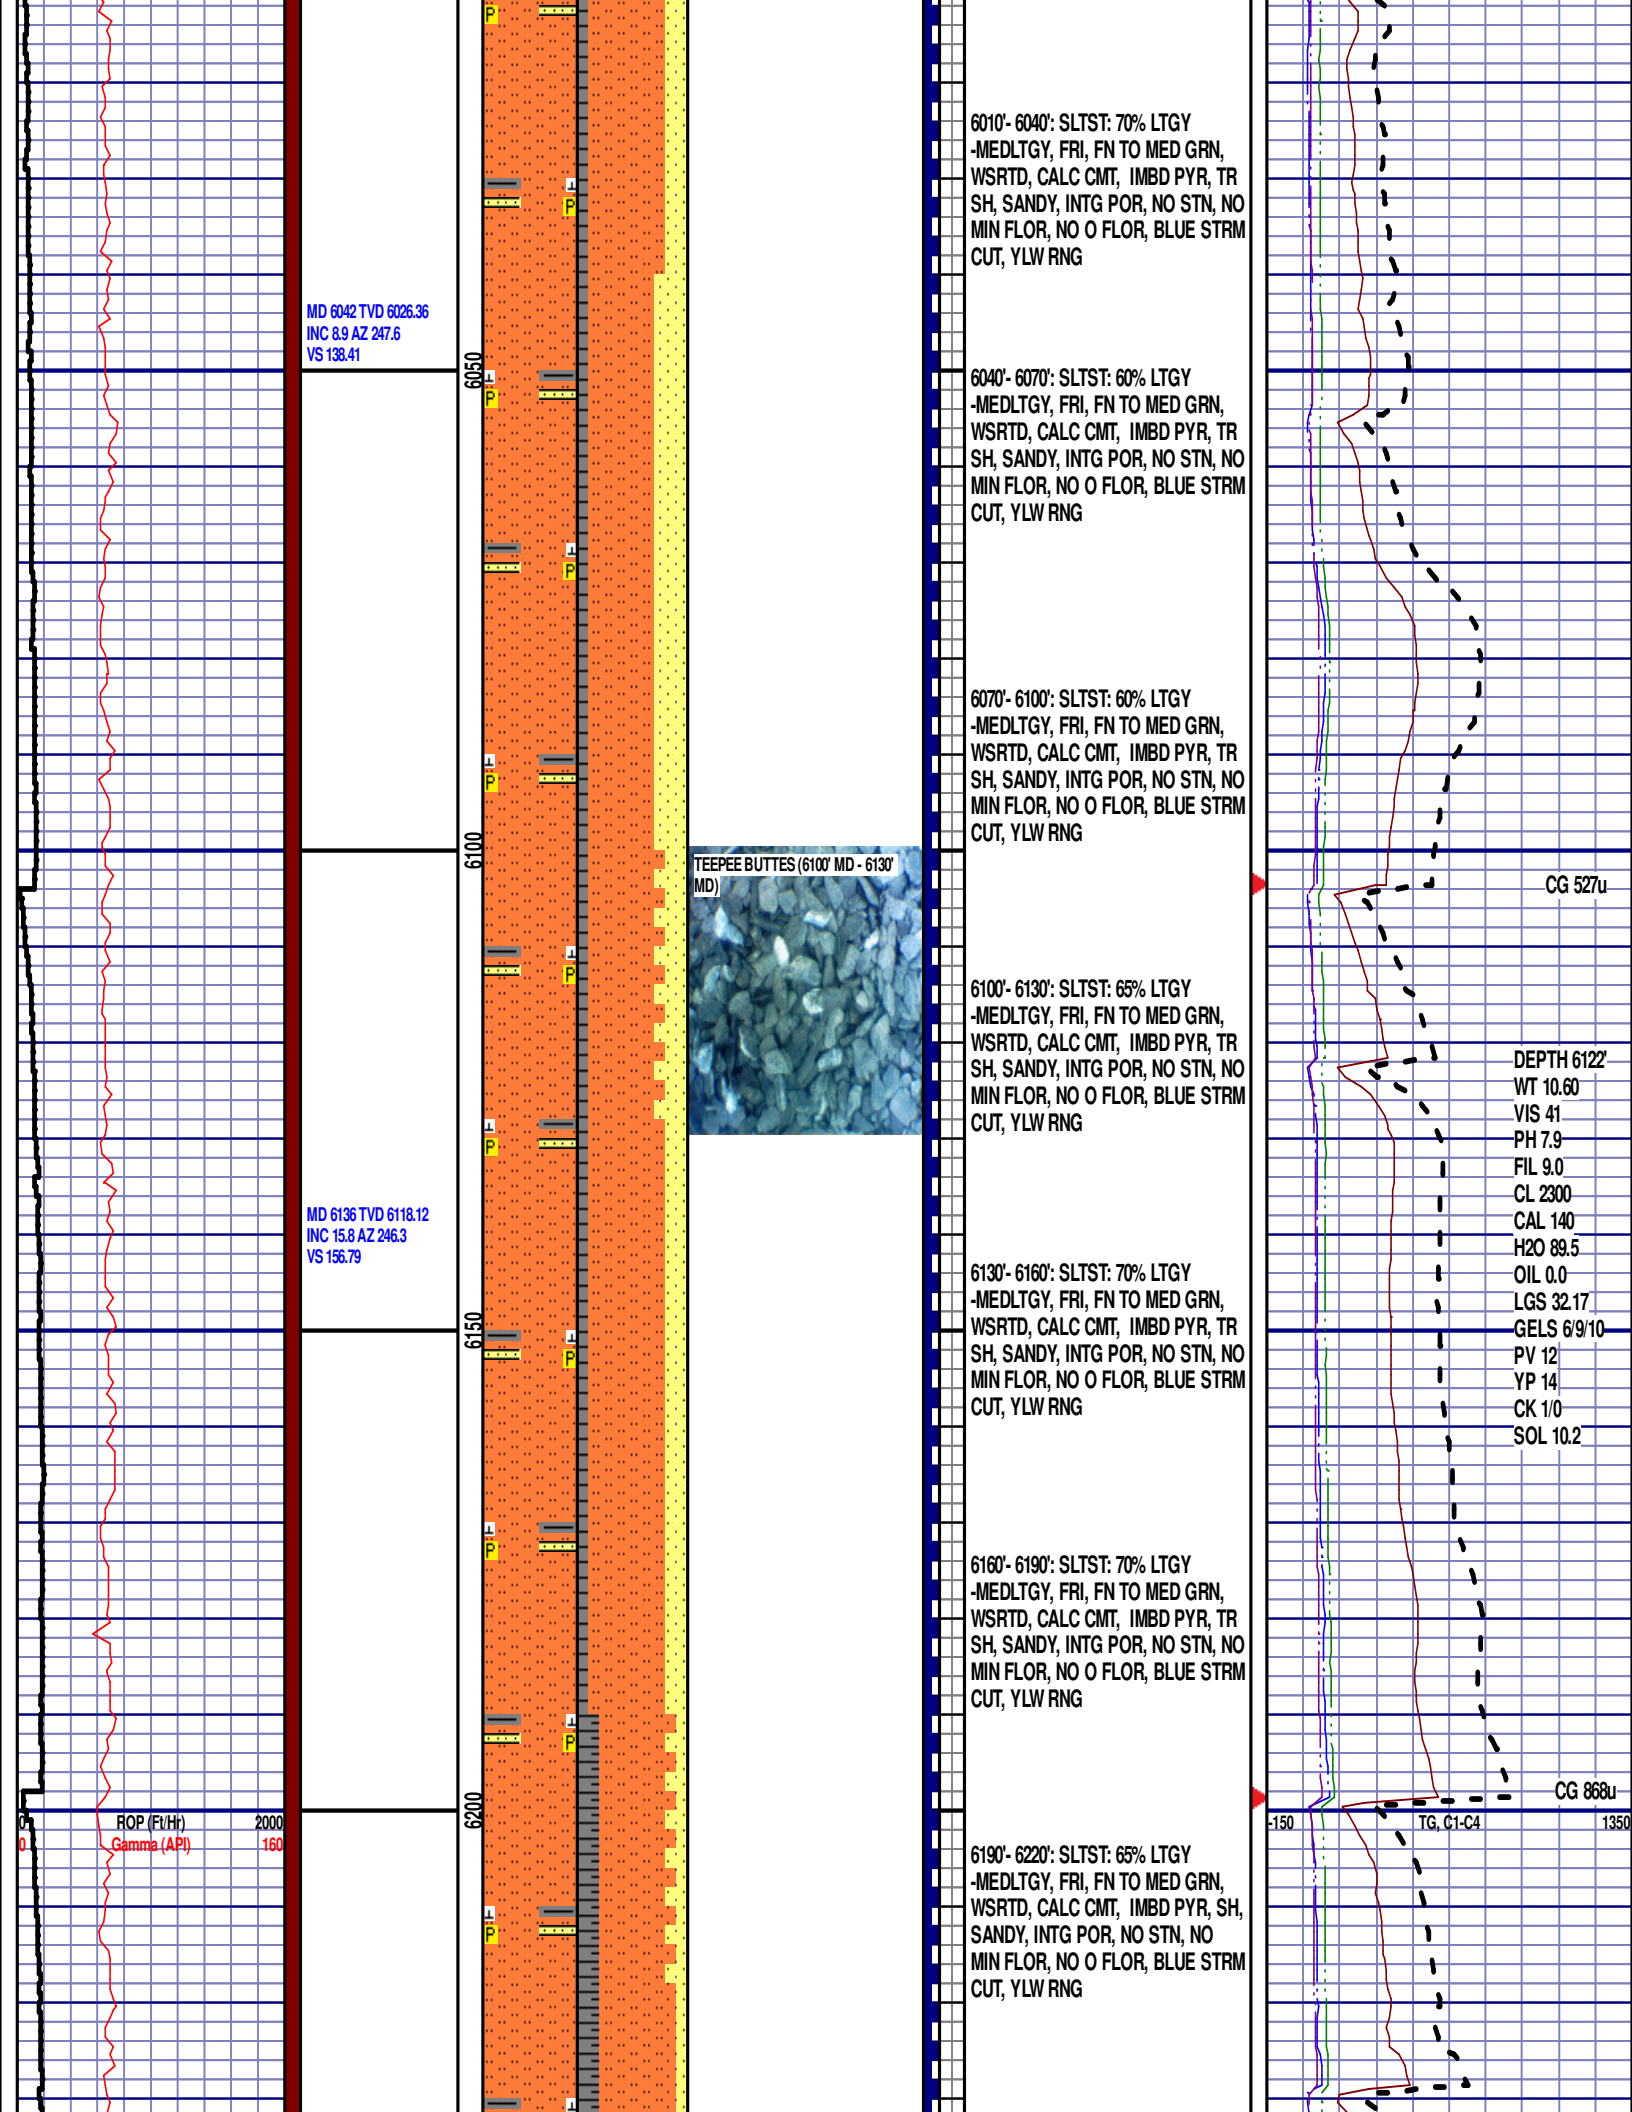 6010'- 6040': SLTST: 70% LTGY
-MEDLTGY, FRI, FN TO MED GRN,
WSRTD, CALC CMT, IMBD PYR, TR
SH, SANDY, INTG POR, NO STN, NO
MIN FLOR, NO O FLOR, BLUE STRM
CUT, YLW RNG
MD 6042 TVD 6026.36
INC 8.9 AZ 247.6
VS 138.41
6050
6040'- 6070': SLTST: 60% LTGY
-MEDLTGY, FRI, FN TO MED GRN,
WSRTD, CALC CMT, IMBD PYR, TR
SH, SANDY, INTG POR, NO STN, NO
MIN FLOR, NO O FLOR, BLUE STRM
CUT, YLW RNG
6070'- 6100': SLTST: 60% LTGY
-MEDLTGY, FRI, FN TO MED GRN,
WSRTD, CALC CMT, IMBD PYR, TR
SH, SANDY, INTG POR, NO STN, NO
MIN FLOR, NO O FLOR, BLUE STRM
CUT, YLW RNG
6100
TEEPEE BUTTES (6100' MD - 6130'
MD)
CG 527u
6100'- 6130': SLTST: 65% LTGY
-MEDLTGY, FRI, FN TO MED GRN,
WSRTD, CALC CMT, IMBD PYR, TR
SH, SANDY, INTG POR, NO STN, NO
MIN FLOR, NO O FLOR, BLUE STRM
CUT, YLW RNG
DEPTH 6122'
WT 10.60
VIS 41
PH 7.9
FIL 9.0
CL 2300
CAL 140
H2O 89.5
OIL 0.0
LGS 32.17
GELS 6/9/10
PV 12
YP 14
CK 1/0
SOL 10.2
MD 6136 TVD 6118.12
INC 15.8 AZ 246.3
VS 156.79
6150
6130'- 6160': SLTST: 70% LTGY
-MEDLTGY, FRI, FN TO MED GRN,
WSRTD, CALC CMT, IMBD PYR, TR
SH, SANDY, INTG POR, NO STN, NO
MIN FLOR, NO O FLOR, BLUE STRM
CUT, YLW RNG
6160'- 6190': SLTST: 70% LTGY
-MEDLTGY, FRI, FN TO MED GRN,
WSRTD, CALC CMT, IMBD PYR, TR
SH, SANDY, INTG POR, NO STN, NO
MIN FLOR, NO O FLOR, BLUE STRM
CUT, YLW RNG
CG 868u
6200
0 ROP (Ft/Hr) 2000
0 Gamma (API) 160
-150 TG, C1-C4 1350
6190'- 6220': SLTST: 65% LTGY
-MEDLTGY, FRI, FN TO MED GRN,
WSRTD, CALC CMT, IMBD PYR, SH,
SANDY, INTG POR, NO STN, NO
MIN FLOR, NO O FLOR, BLUE STRM
CUT, YLW RNG
P
P
P
P
P
P
P
P
P
P
P